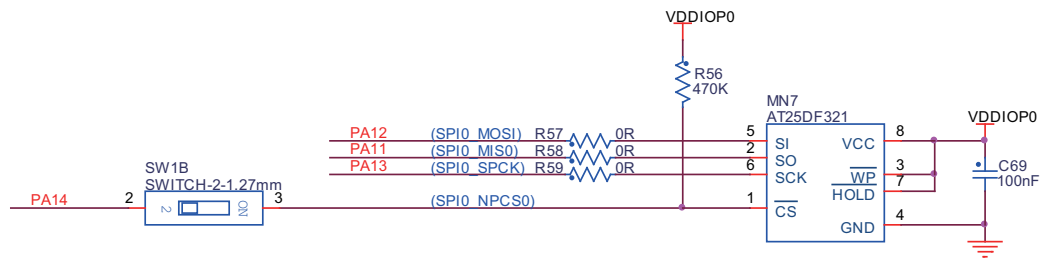 VDDIOP0
R56
470K
MN7
AT25DF321
VDDIOP0
PA12 (SPI0_MOSI) R57 0R 5 SI VCC 8
PA11 (SPI0_MIS0) R58 0R 2 SO
PA13 (SPI0_SPCK) R59 0R 6 SCK WP 3
HOLD 7
C69
100nF
SW1B
SWITCH-2-1.27mm
PA14 2 2 ON 3 (SPI0_NPCS0) 1 CS
GND 4